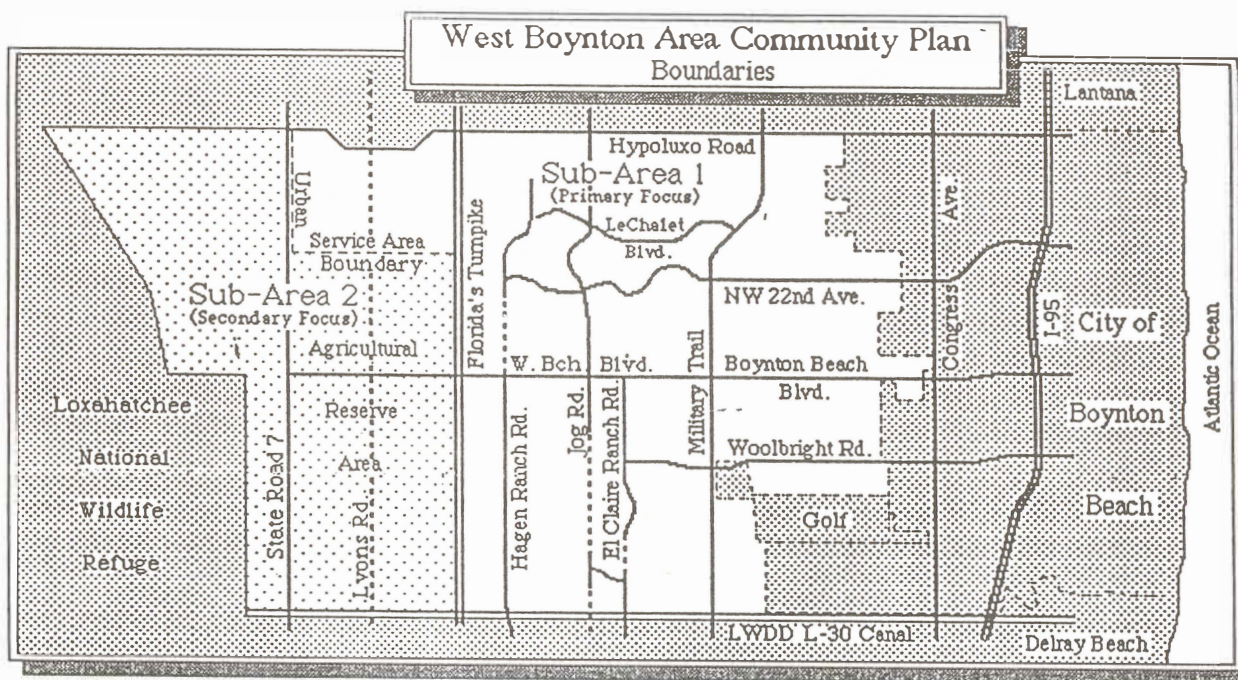 West Boynton Area Community Plan
Boundaries
Lantana
Hypoluxo Road
Sub-Area 1
(Primary Focus)
Urban
Service Area
Boundary
LeChalet
Blvd.
Florida's Turnpike
Congress Ave.
NW 22nd Ave.
Sub-Area 2
(Secondary Focus)
I-95
City of
Boynton
Beach
Atlantic Ocean
Agricultural
Reserve
Area
W. Bch. Blvd.
Boynton Beach
Blvd.
Military Trail
Loxahatchee
National
Wildlife
Refuge
State Road 7
Lyons Rd.
Hagen Ranch Rd.
Jog Rd.
El Claire Ranch Rd.
Woolbright Rd.
Golf
LWDD L-30 Canal
Delray Beach